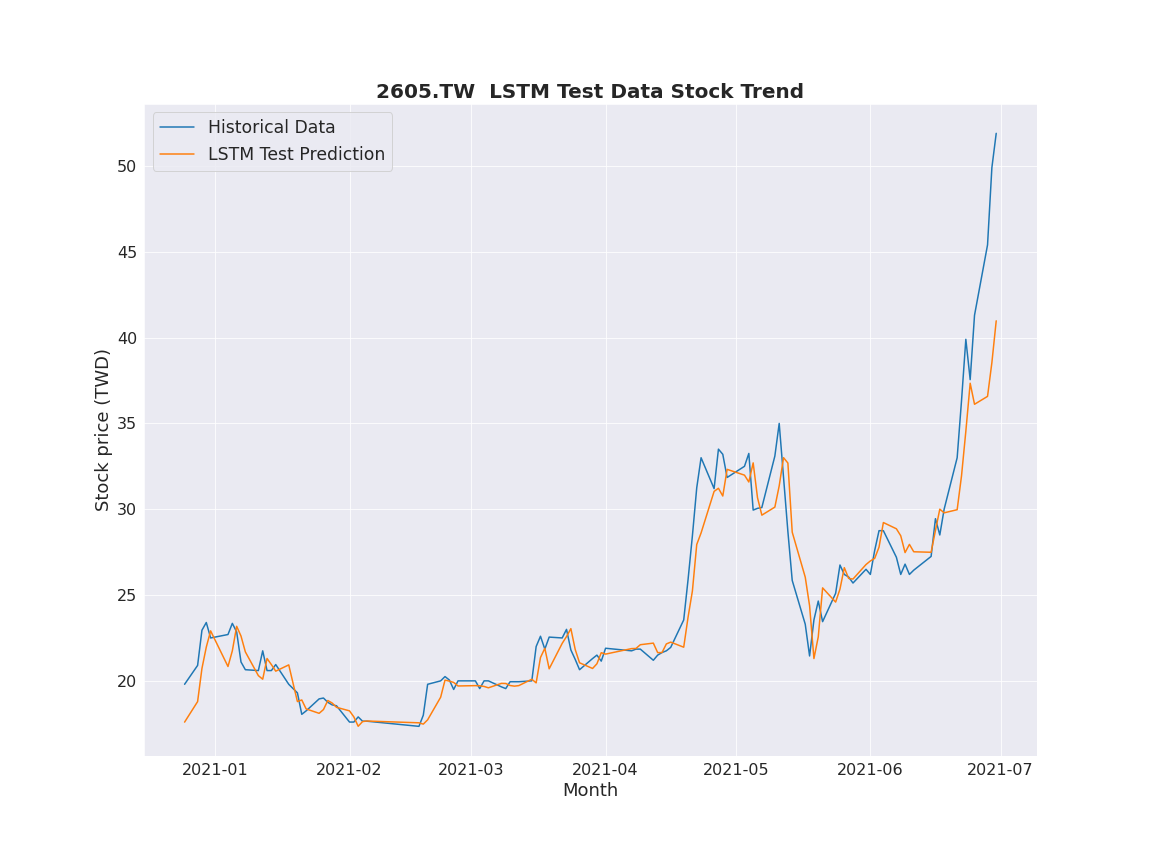 2605.TW  LSTM Test Data Stock Trend
Historical Data
LSTM Test Prediction
50
45
40
35
30
25
20
Stock price (TWD)
2021-01 2021-02 2021-03 2021-04 2021-05 2021-06 2021-07
Month